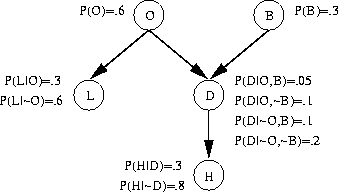 P(O)=.6
O
B
P(B)=.3
P(L|O)=.3
P(L|~O)=.6
L
D
P(D|O,B)=.05
P(D|O,~B)=.1
P(D|~O,B)=.1
P(D|~O,~B)=.2
P(H|D)=.3
P(H|~D)=.8
H